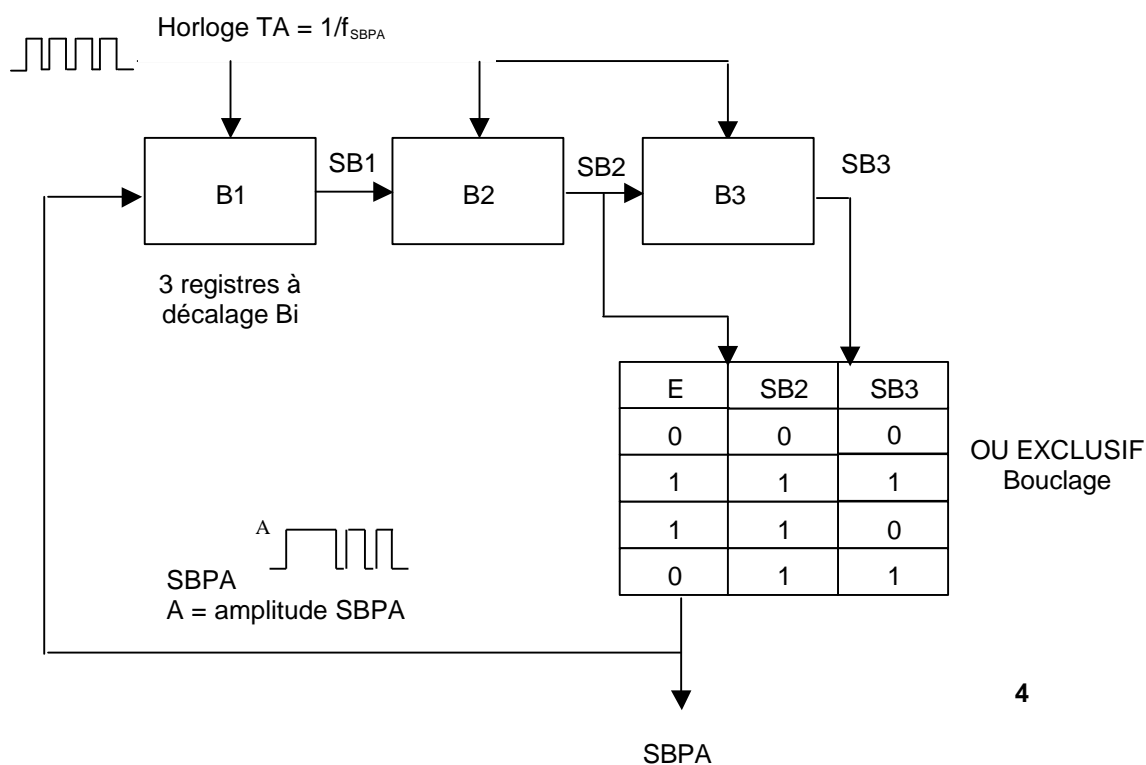 Horloge TA = 1/fSBPA
SB1
SB2
SB3
B1
B2
B3
3 registres à
décalage Bi
E SB2 SB3
0 0 0
1 1 1
1 1 0
0 1 1
OU EXCLUSIF
Bouclage
A
SBPA
A = amplitude SBPA
4
SBPA